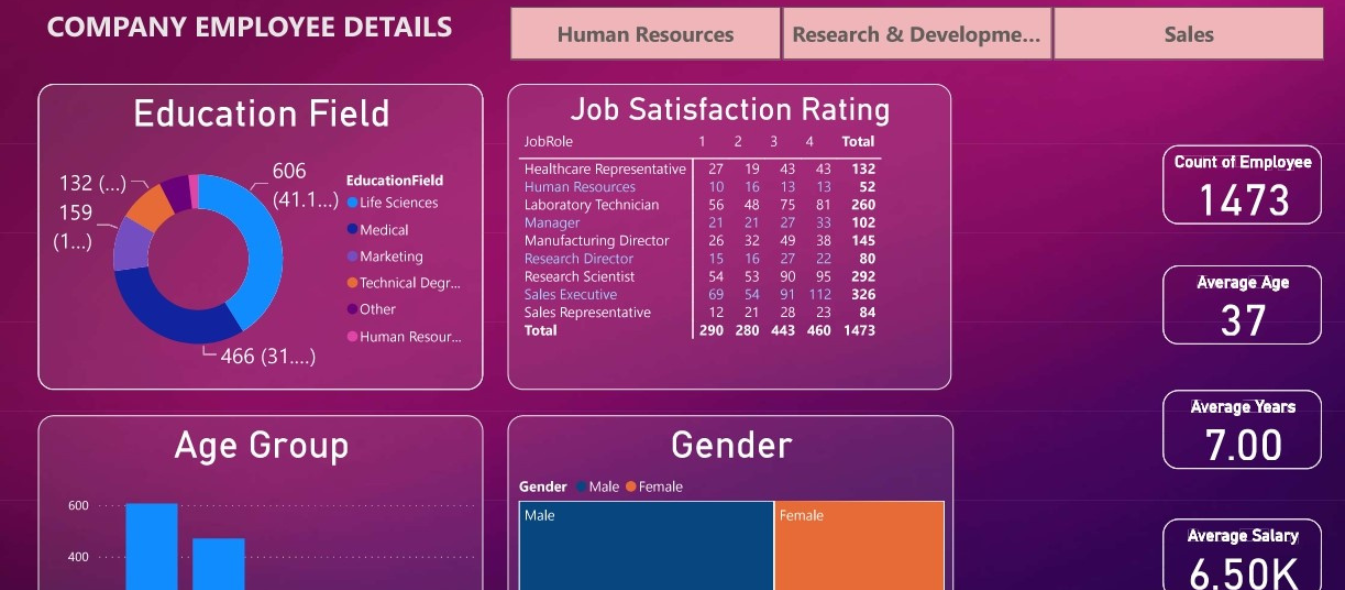 COMPANY EMPLOYEE DETAILS
Human Resources
Research & Developme...
Sales
Education Field
606
(41.1...)
132 (...)
159
(1...)
466 (31....)
EducationField
Life Sciences
Medical
Marketing
Technical Degr...
Other
Human Resour...
Job Satisfaction Rating
JobRole 1 2 3 4 Total
Healthcare Representative 27 19 43 43 132
Human Resources 10 16 13 13 52
Laboratory Technician 56 48 75 81 260
Manager 21 21 27 33 102
Manufacturing Director 26 32 49 38 145
Research Director 15 16 27 22 80
Research Scientist 54 53 90 95 292
Sales Executive 69 54 91 112 326
Sales Representative 12 21 28 23 84
Total 290 280 443 460 1473
Count of Employee
1473
Average Age
37
Average Years
7.00
Average Salary
6.50K
Age Group
600
400
Gender
Gender Male Female
Male
Female